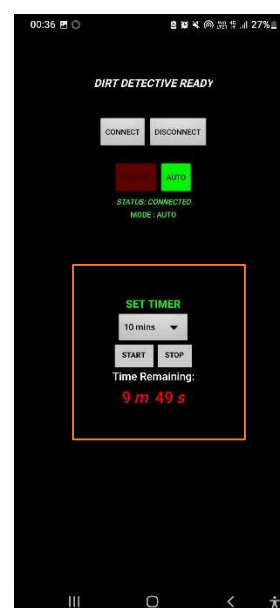 00:36 27%
DIRT DETECTIVE READY
CONNECT DISCONNECT
AUTO
STATUS: CONNECTED
MODE : AUTO
SET TIMER
10 mins
START STOP
Time Remaining:
9 m 49 s